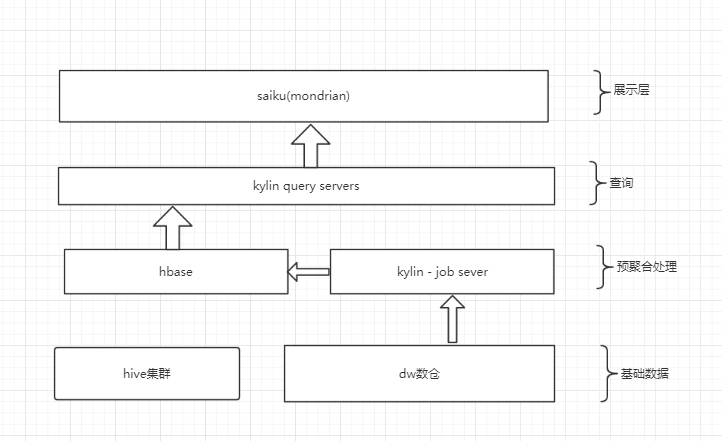 saiku(mondrian)
展示层
kylin query servers
查询
hbase
kylin - job sever
预聚合处理
hive集群
dw数仓
基础数据